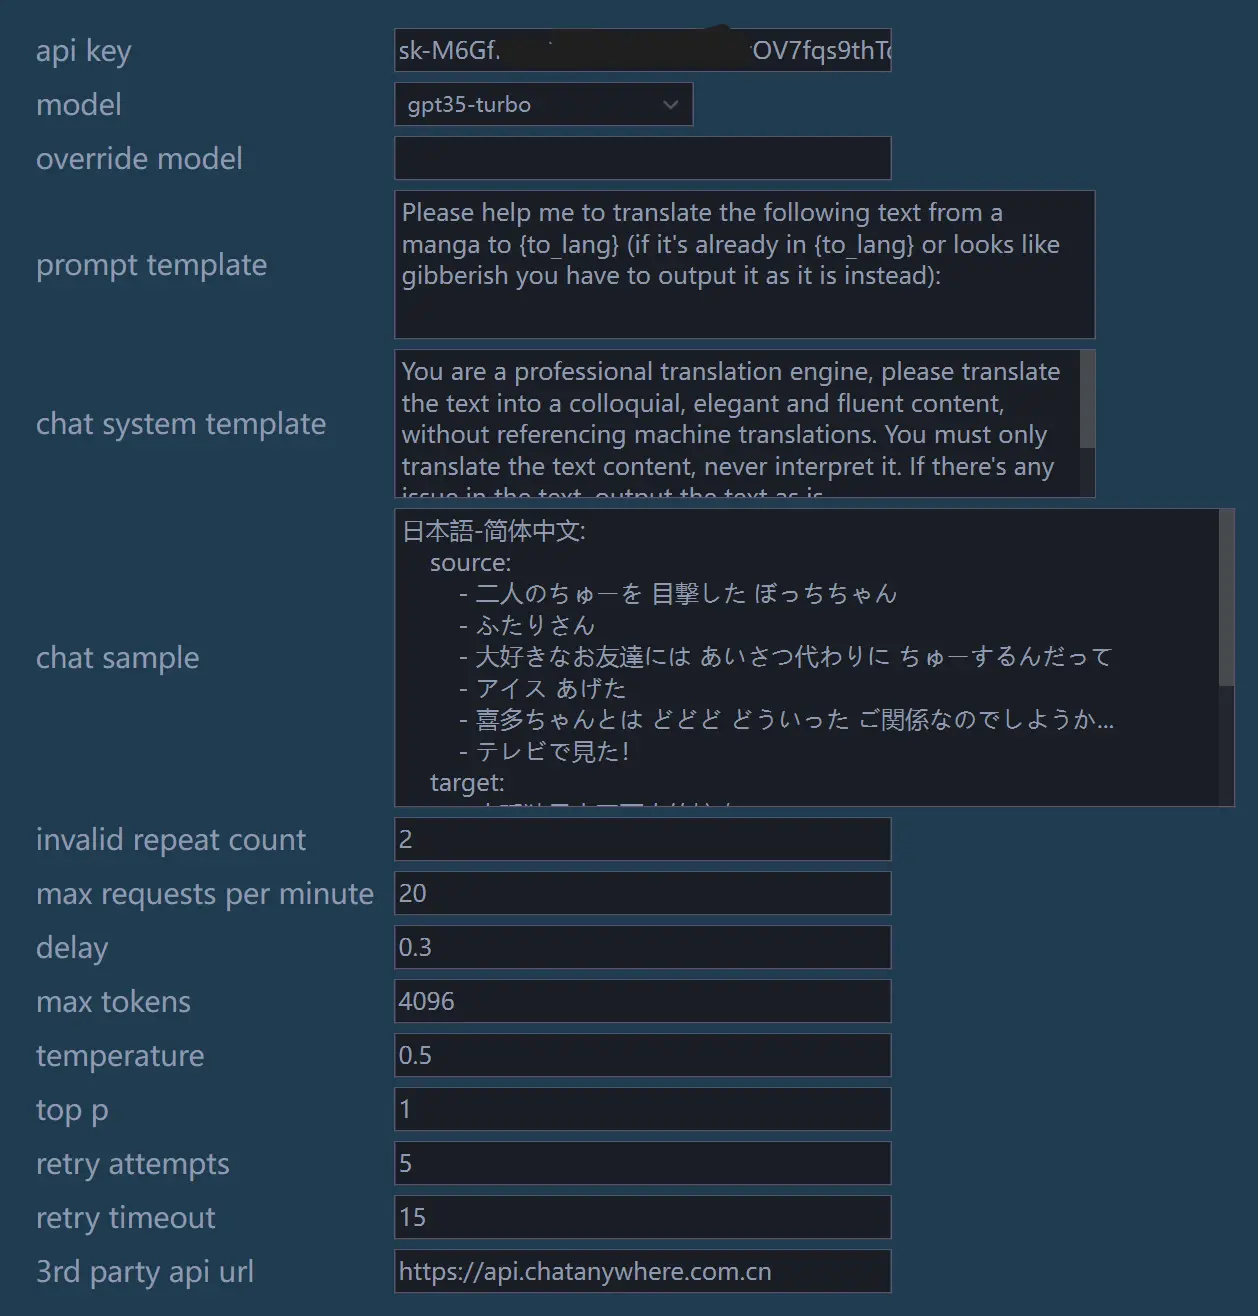 api key
sk-M6Gf.
OV7fqs9thTc
model
gpt35-turbo
override model
prompt template
Please help me to translate the following text from a
manga to {to_lang} (if it's already in {to_lang} or looks like
gibberish you have to output it as it is instead):
chat system template
You are a professional translation engine, please translate
the text into a colloquial, elegant and fluent content,
without referencing machine translations. You must only
translate the text content, never interpret it. If there's any
issue in the text, output the text as is.
chat sample
日本語-简体中文:
source:
- 二人のちゅーを 目撃した ぼっちちゃん
- ふたりさん
- 大好きなお友達には あいさつ代わりに ちゅーするんだって
- アイス あげた
- 喜多ちゃんとは どどど どういった ご関係なのでしようか...
- テレビで見た!
target:
invalid repeat count
2
max requests per minute
20
delay
0.3
max tokens
4096
temperature
0.5
top p
1
retry attempts
5
retry timeout
15
3rd party api url
https://api.chatanywhere.com.cn